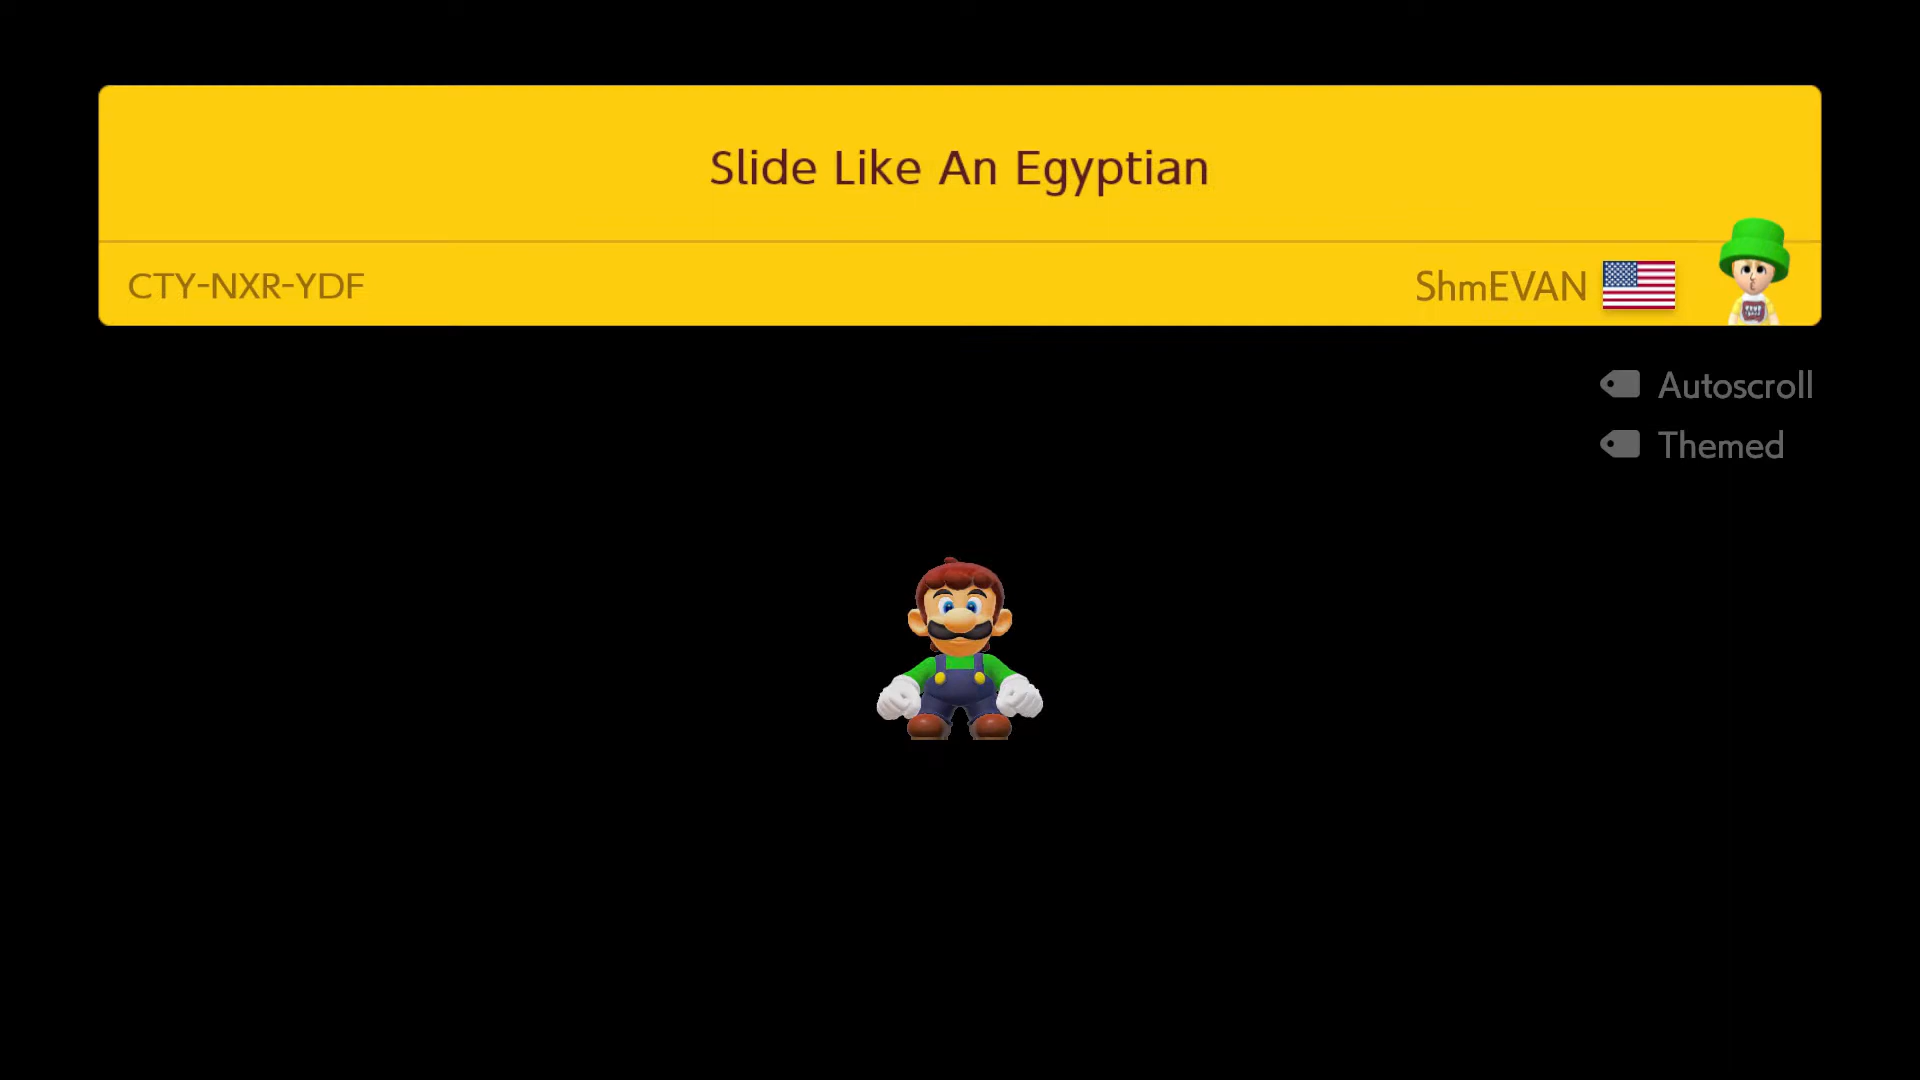 Slide Like An Egyptian
CTY-NXR-YDF
ShmEVAN
Autoscroll
Themed